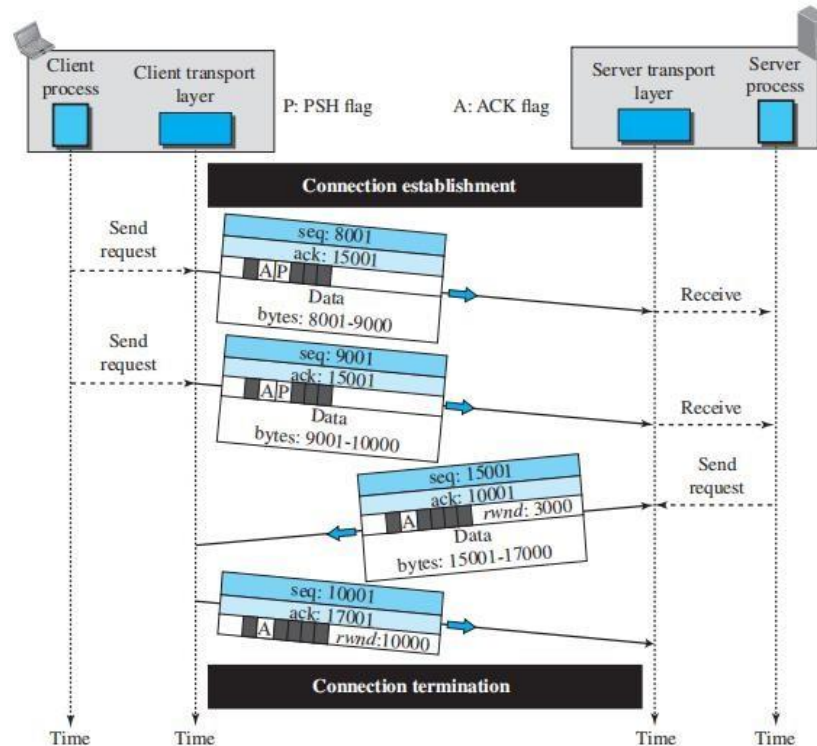 Client
process
Client transport
layer
P: PSH flag
A: ACK flag
Server transport
layer
Server
process
Connection establishment
Send
request
seq: 8001
ack: 15001
A P
Data
bytes: 8001-9000
Receive
Send
request
seq: 9001
ack: 15001
A P
Data
bytes: 9001-10000
Receive
Send
request
seq: 15001
ack: 10001
A rwnd: 3000
Data
bytes: 15001-17000
seq: 10001
ack: 17001
A rwnd:10000
Connection termination
Time
Time
Time
Time